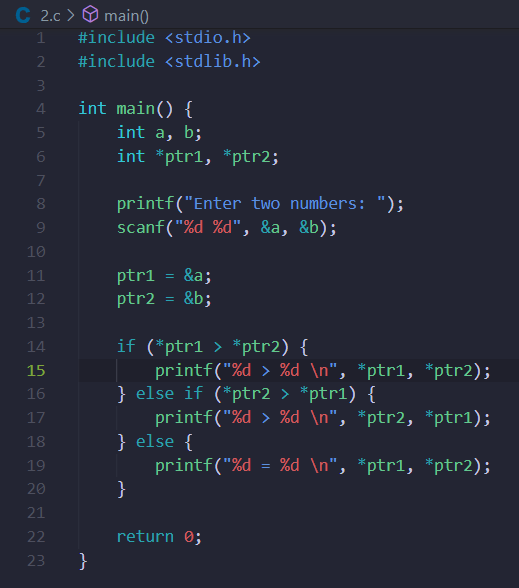 C 2.c > main()
1 #include <stdio.h>
2 #include <stdlib.h>
3
4 int main() {
5     int a, b;
6     int *ptr1, *ptr2;
7
8     printf("Enter two numbers: ");
9     scanf("%d %d", &a, &b);
10
11     ptr1 = &a;
12     ptr2 = &b;
13
14     if (*ptr1 > *ptr2) {
15         printf("%d > %d \n", *ptr1, *ptr2);
16     } else if (*ptr2 > *ptr1) {
17         printf("%d > %d \n", *ptr2, *ptr1);
18     } else {
19         printf("%d = %d \n", *ptr1, *ptr2);
20     }
21
22     return 0;
23 }